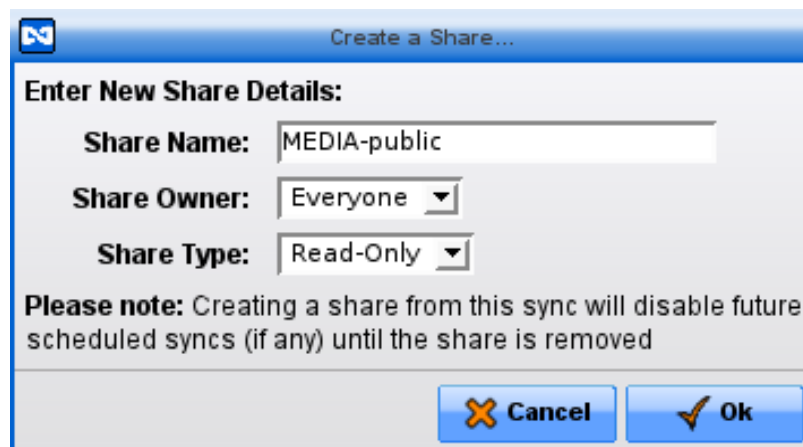 Create a Share...
Enter New Share Details:
Share Name: MEDIA-public
Share Owner: Everyone
Share Type: Read-Only
Please note: Creating a share from this sync will disable future
scheduled syncs (if any) until the share is removed
Cancel Ok